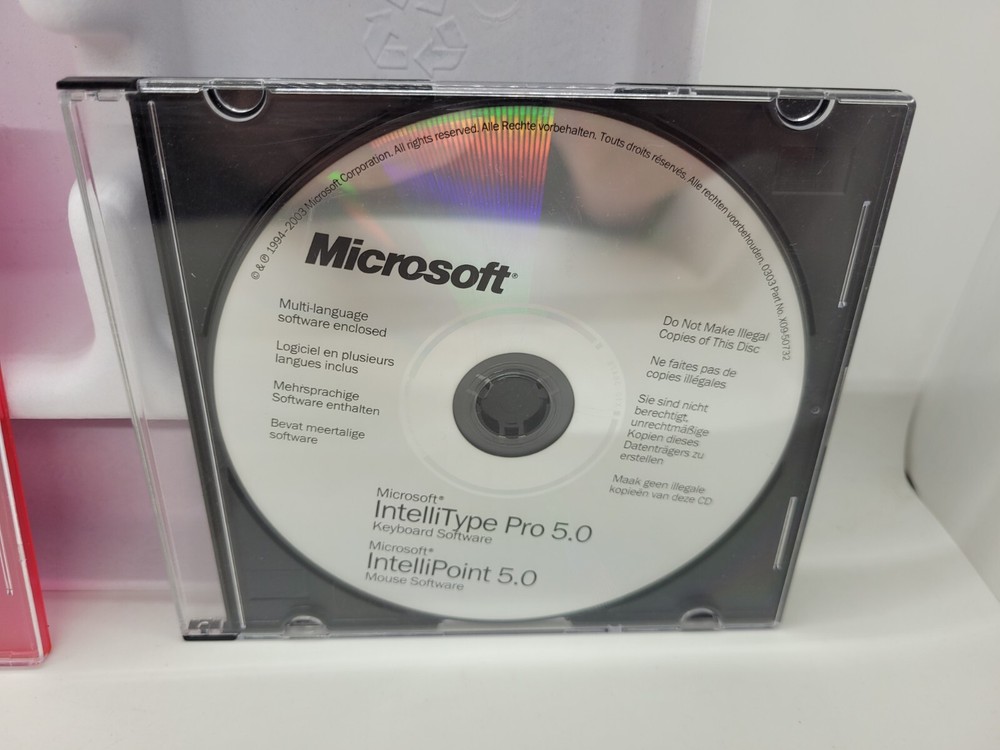 © & ℗ 1994-2003 Microsoft Corporation. All rights reserved. Alle Rechte vorbehalten. Touts droits réservés. Alle rechten voorbehouden. 0303 Part No. X09-50732
Microsoft®
Multi-language
software enclosed
Logiciel en plusieurs
langues inclus
Mehrsprachige
Software enthalten
Bevat meertalige
software
Do Not Make Illegal
Copies of This Disc
Ne faites pas de
copies illégales
Sie sind nicht
berechtigt,
unrechtmäßige
Kopien dieses
Datenträgers zu
erstellen
Maak geen illegale
kopieën van deze CD
Microsoft®
IntelliType Pro 5.0
Keyboard Software
Microsoft®
IntelliPoint 5.0
Mouse Software